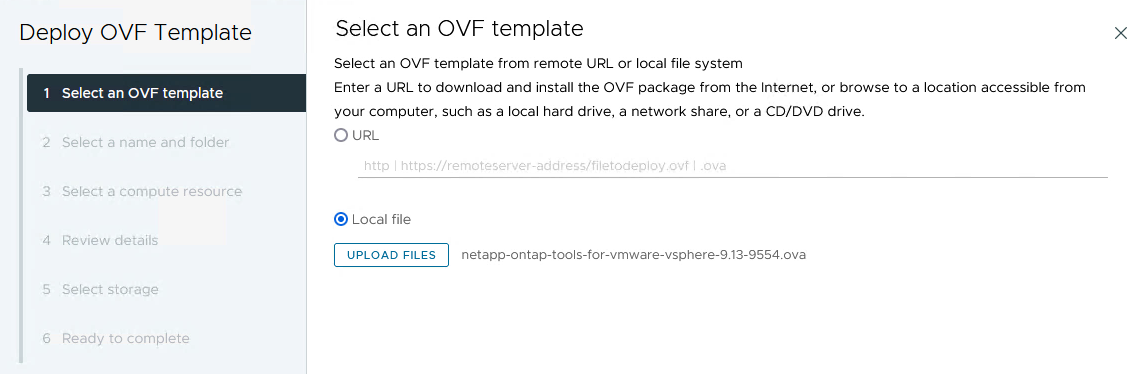 Deploy OVF Template
1 Select an OVF template
2 Select a name and folder
3 Select a compute resource
4 Review details
5 Select storage
6 Ready to complete
Select an OVF template
Select an OVF template from remote URL or local file system
Enter a URL to download and install the OVF package from the Internet, or browse to a location accessible from
your computer, such as a local hard drive, a network share, or a CD/DVD drive.
URL
http | https://remoteserver-address/filetodeploy.ovf | .ova
Local file
UPLOAD FILES netapp-ontap-tools-for-vmware-vsphere-9.13-9554.ova